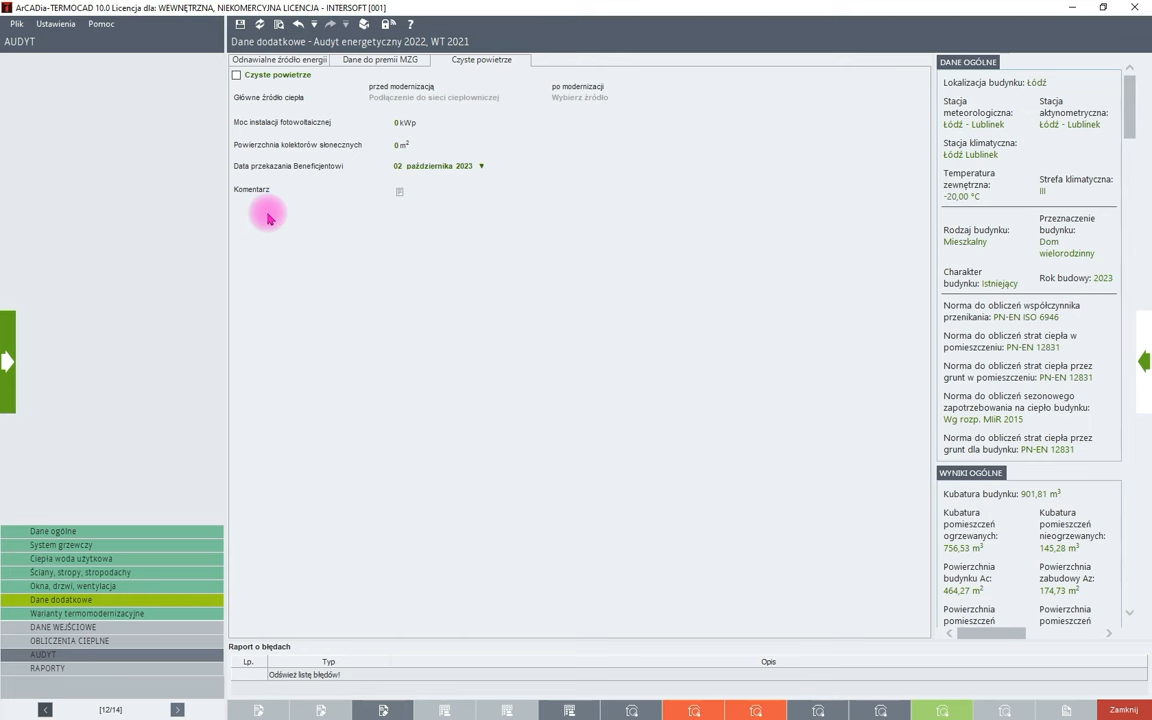 ArCADia-TERMOCAD 10.0 Licencja dla: WEWNĘTRZNA, NIEKOMERCYJNA LICENCJA - INTERSOFT [001]
Plik Ustawienia Pomoc
AUDYT
Dane dodatkowe - Audyt energetyczny 2022, WT 2021
Odnawialne źródło energii Dane do premii MZG Czyste powietrze
Czyste powietrze
przed modernizacją po modernizacji
Główne źródło ciepła Podłączenie do sieci ciepłowniczej Wybierz źródło
Moc instalacji fotowoltaicznej 0 kWp
Powierzchnia kolektorów słonecznych 0 m²
Data przekazania Beneficjentowi 02 października 2023
Komentarz
DANE OGÓLNE
Lokalizacja budynku: Łódź
Stacja meteorologiczna: Łódź - Lublinek
Stacja aktynometryczna: Łódź - Lublinek
Stacja klimatyczna:
Łódź Lublinek
Temperatura zewnętrzna: -20,00 °C
Strefa klimatyczna: III
Rodzaj budynku: Mieszkalny
Przeznaczenie budynku: Dom wielorodzinny
Charakter budynku: Istniejący
Rok budowy: 2023
Norma do obliczeń współczynnika
przenikania: PN-EN ISO 6946
Norma do obliczeń strat ciepła w
pomieszczeniu: PN-EN 12831
Norma do obliczeń strat ciepła przez
grunt w pomieszczeniu: PN-EN 12831
Norma do obliczeń sezonowego
zapotrzebowania na ciepło budynku:
Wg rozp. MIiR 2015
Norma do obliczeń strat ciepła przez
grunt dla budynku: PN-EN 12831
WYNIKI OGÓLNE
Kubatura budynku: 901,81 m³
Kubatura pomieszczeń ogrzewanych: 756,53 m³
Kubatura pomieszczeń nieogrzewanych: 145,28 m³
Powierzchnia budynku Ac: 464,27 m²
Powierzchnia zabudowy Az: 174,73 m²
Powierzchnia pomieszczeń
Powierzchnia pomieszczeń
Dane ogólne
System grzewczy
Ciepła woda użytkowa
Ściany, stropy, stropodachy
Okna, drzwi, wentylacja
Dane dodatkowe
Warianty termomodernizacyjne
DANE WEJŚCIOWE
OBLICZENIA CIEPLNE
AUDYT
RAPORTY
Raport o błędach
Lp. Typ Opis
Odśwież listę błędów!
< [12/14] >
Zamknij